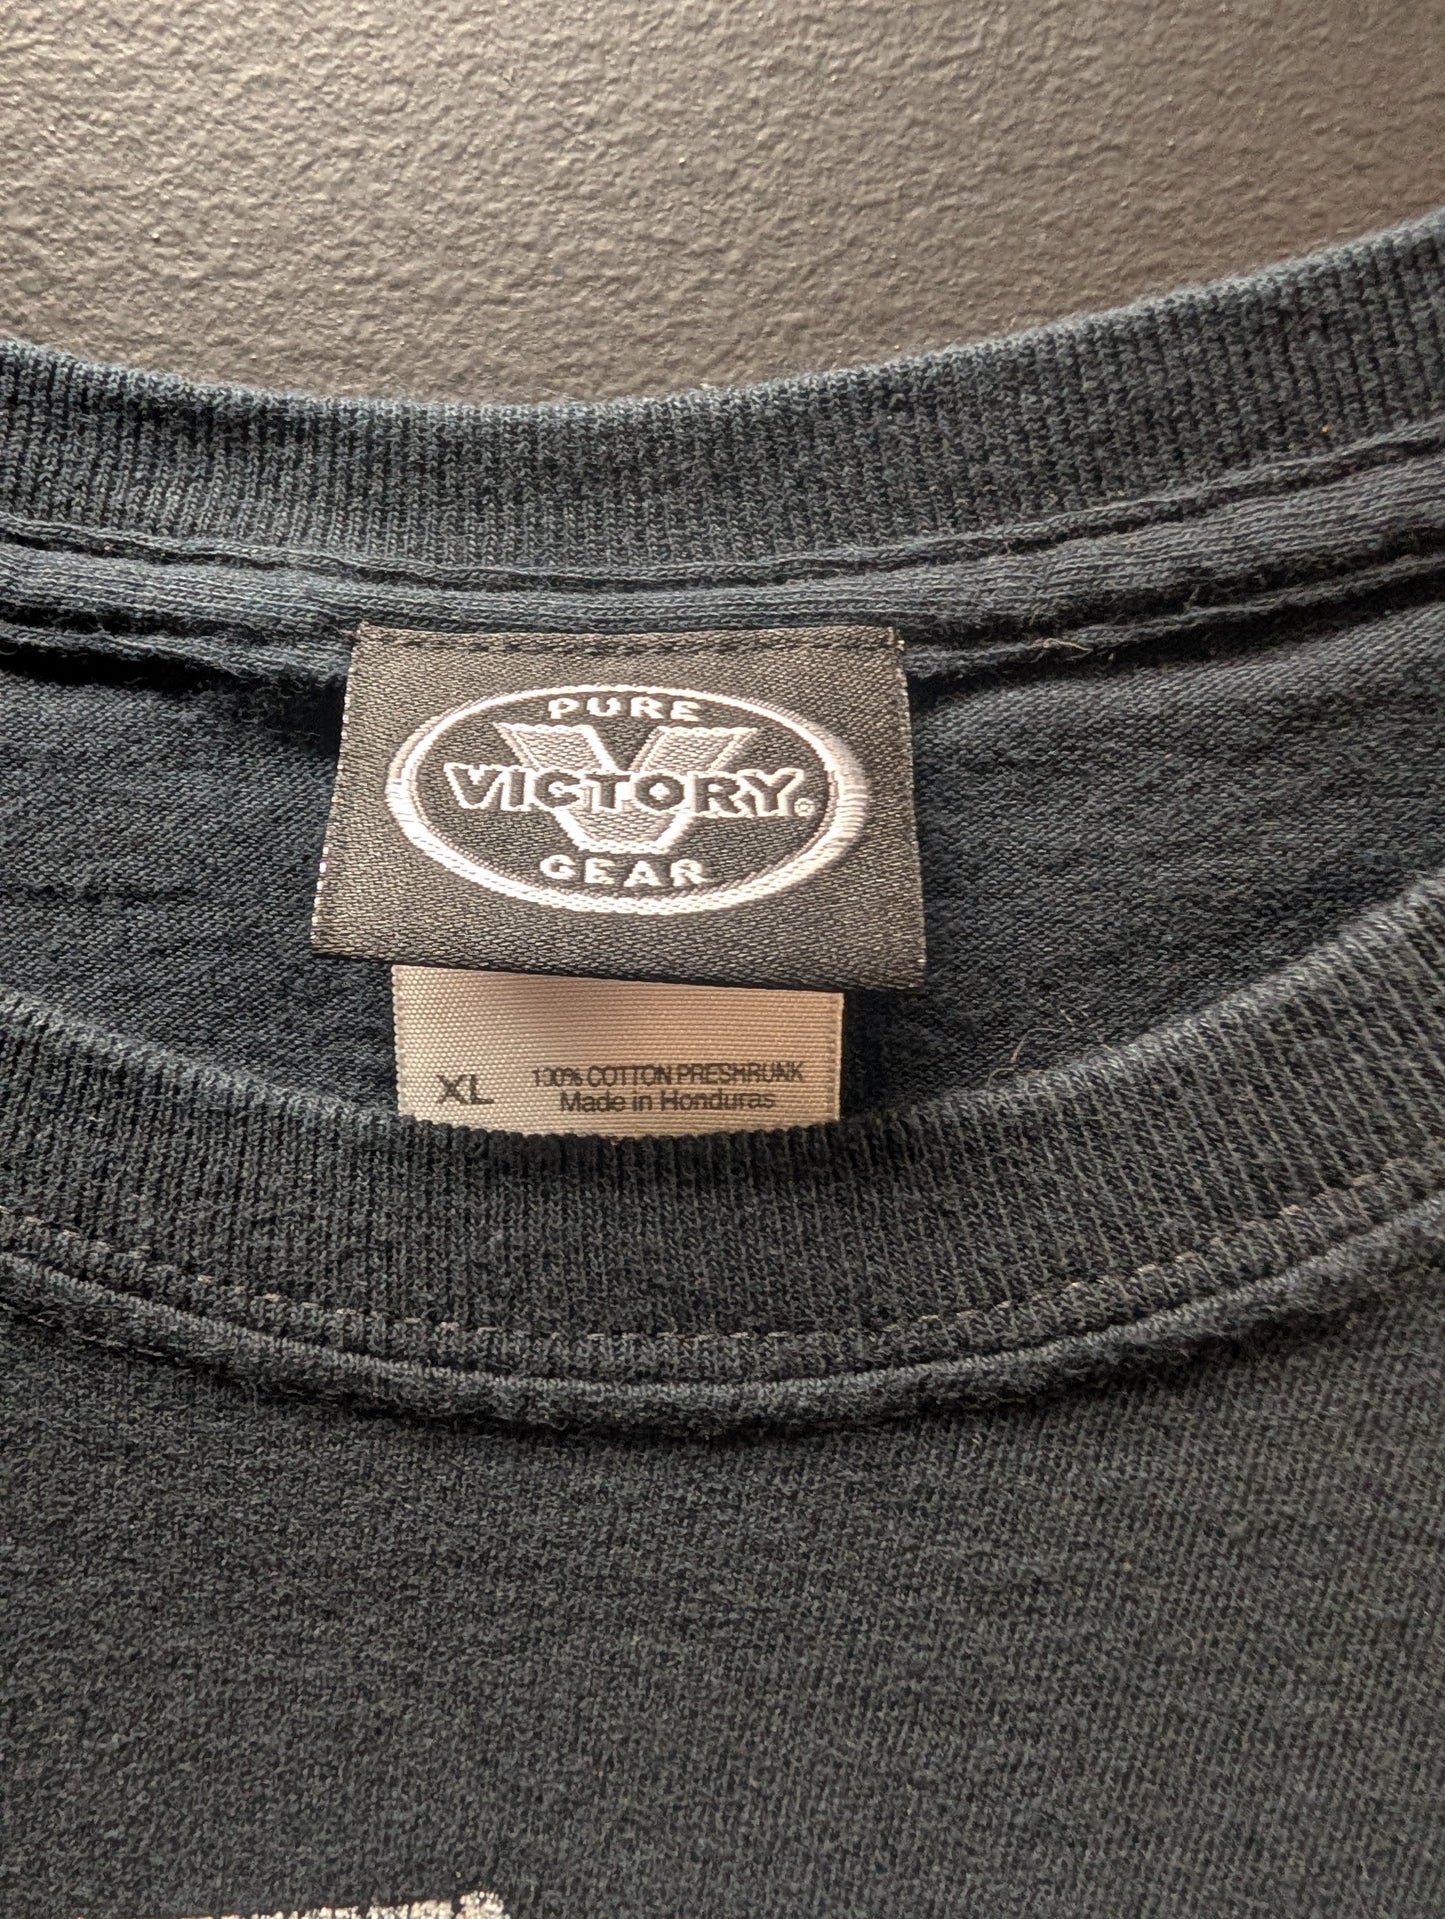 PURE
VICTORY®
GEAR
XL
100% COTTON PRESHRUNK
Made in Honduras